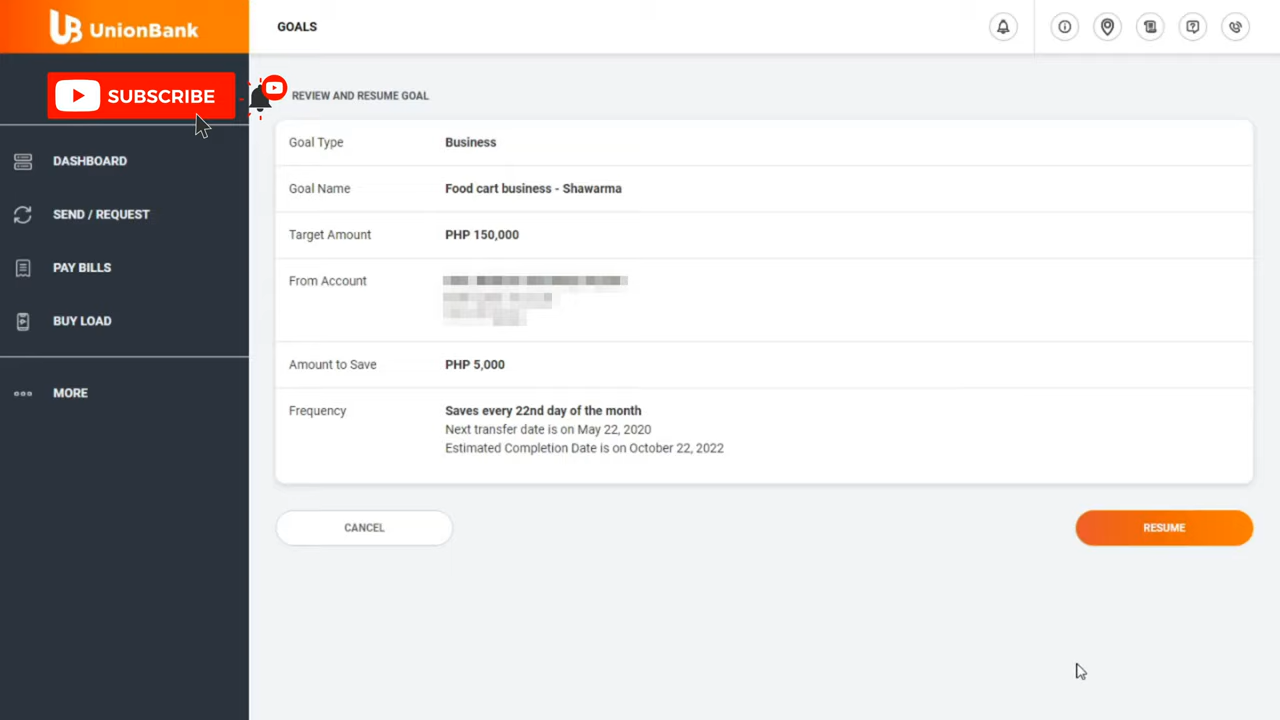 UnionBank
GOALS
SUBSCRIBE
REVIEW AND RESUME GOAL
DASHBOARD
SEND / REQUEST
PAY BILLS
BUY LOAD
MORE
Goal Type Business
Goal Name Food cart business - Shawarma
Target Amount PHP 150,000
From Account
Amount to Save PHP 5,000
Frequency Saves every 22nd day of the month
Next transfer date is on May 22, 2020
Estimated Completion Date is on October 22, 2022
CANCEL
RESUME